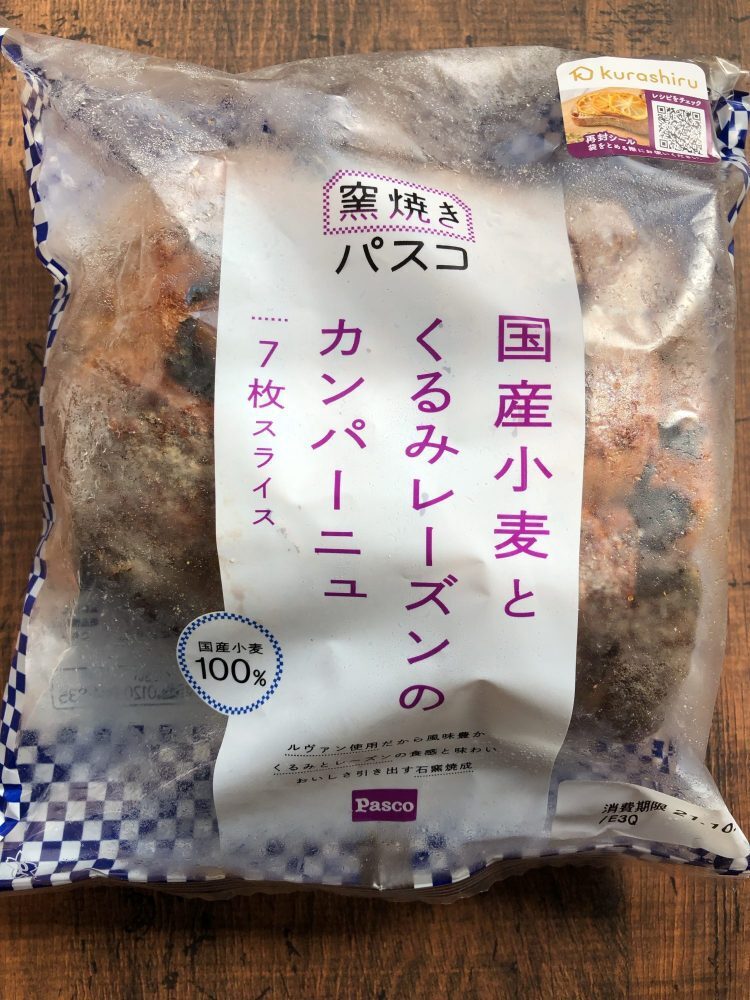 kurashiru
レシピをチェック
再封シール
窯焼き
パスコ
国産小麦と
くるみレーズンの
カンパーニュ
7枚スライス
国産小麦
100%
ルヴァン使用だから風味豊か
くるみとレーズンの食感と味わい
おいしさ引き出す石窯焼成
Pasco
消費期限 21.10
/E3Q